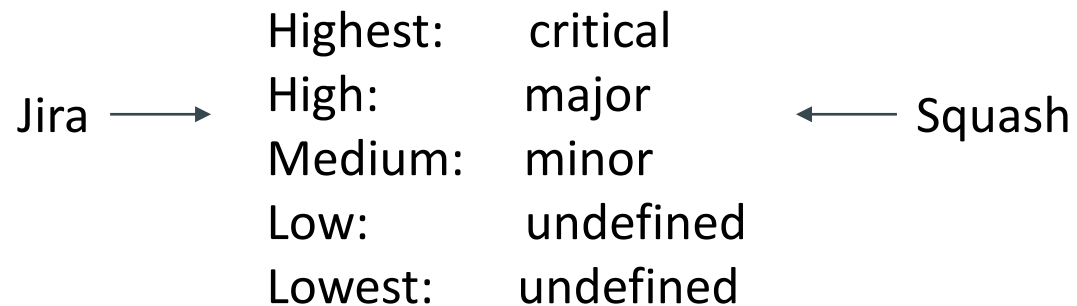 Jira
Highest: critical
High: major
Medium: minor
Low: undefined
Lowest: undefined
Squash